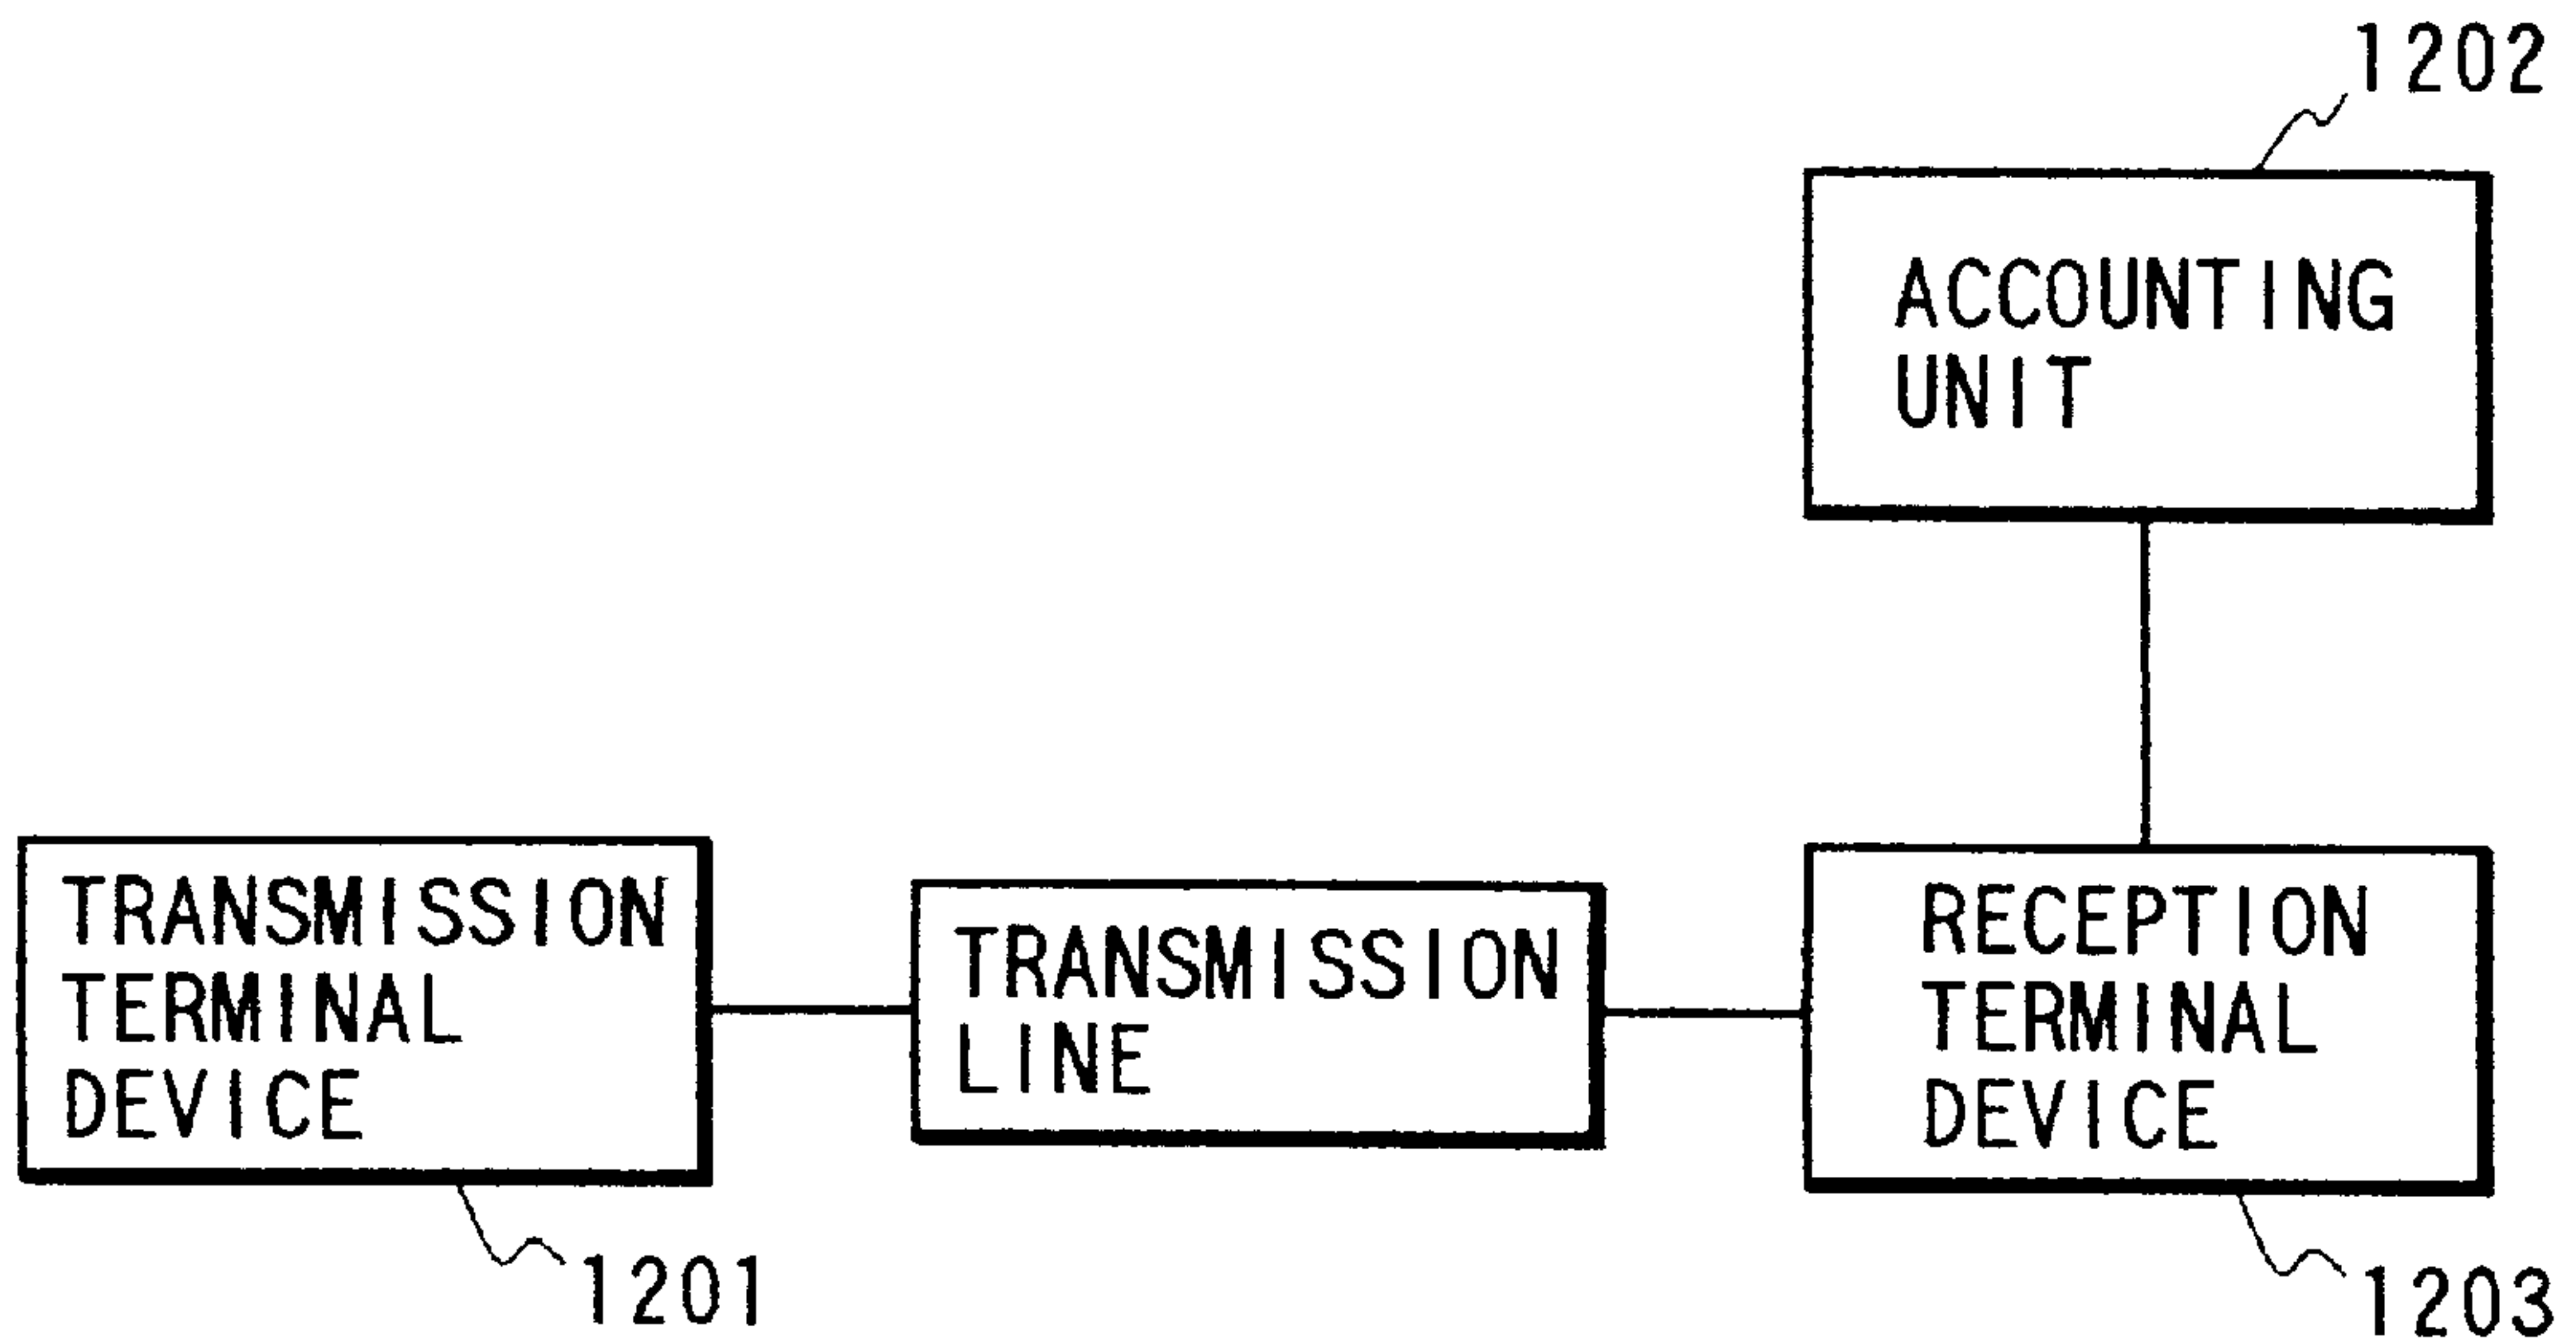 1202
ACCOUNTING
UNIT
TRANSMISSION
TERMINAL
DEVICE
TRANSMISSION
LINE
RECEPTION
TERMINAL
DEVICE
1201
1203